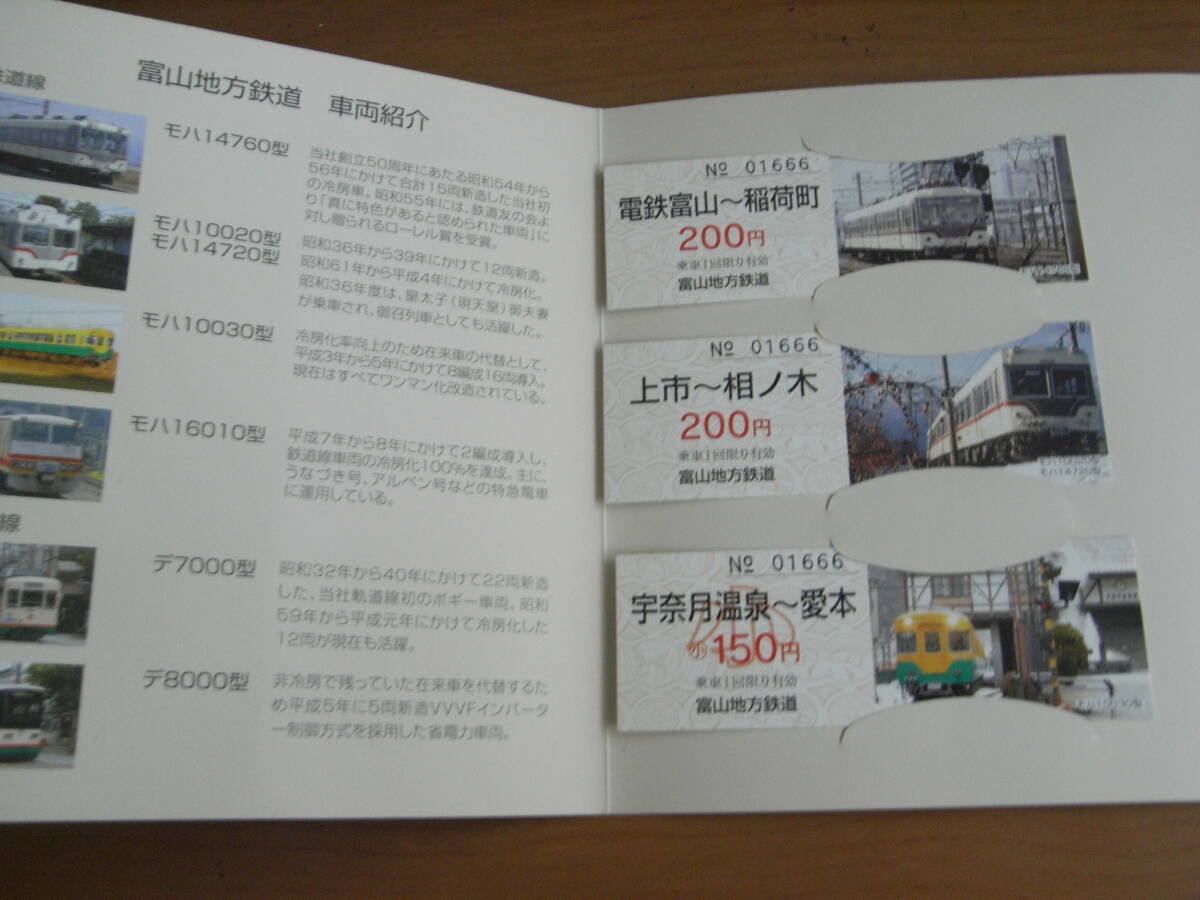 鉄道線
富山地方鉄道 車両紹介
モハ14760型
当社創立50周年にあたる昭和54年から
56年にかけて合計15両新造した当社初
の冷房車。昭和55年には、鉄道友の会よ
り「真に特色があると認められた車両」に
対し贈られるローレル賞を受賞。
モハ10020型
モハ14720型
昭和36年から39年にかけて12両新造。
昭和61年から平成4年にかけて冷房化。
昭和36年度は、皇太子(現天皇)御夫妻
が乗車され、御召列車としても活躍した。
モハ10030型
冷房化率向上のため在来車の代替として、
平成3年から5年にかけて8編成16両導入。
現在はすべてワンマン化改造されている。
モハ16010型
平成7年から8年にかけて2編成導入し、
鉄道線車両の冷房化100%を達成。主に、
うなづき号、アルペン号などの特急電車
に運用している。
線
デ7000型
昭和32年から40年にかけて22両新造
した、当社軌道線初のボギー車両。昭和
59年から平成元年にかけて冷房化した
12両が現在も活躍。
デ8000型
非冷房で残っていた在来車を代替するた
め平成5年に5両新造VVVFインバータ
ー制御方式を採用した省電力車両。
№ 01666
電鉄富山〜稲荷町
200円
乗車1回限り有効
富山地方鉄道
№ 01666
上市〜相ノ木
200円
乗車1回限り有効
富山地方鉄道
モハ10020型
モハ14720型
№ 01666
宇奈月温泉〜愛本
小
㋛150円
乗車1回限り有効
富山地方鉄道
モハ10030型